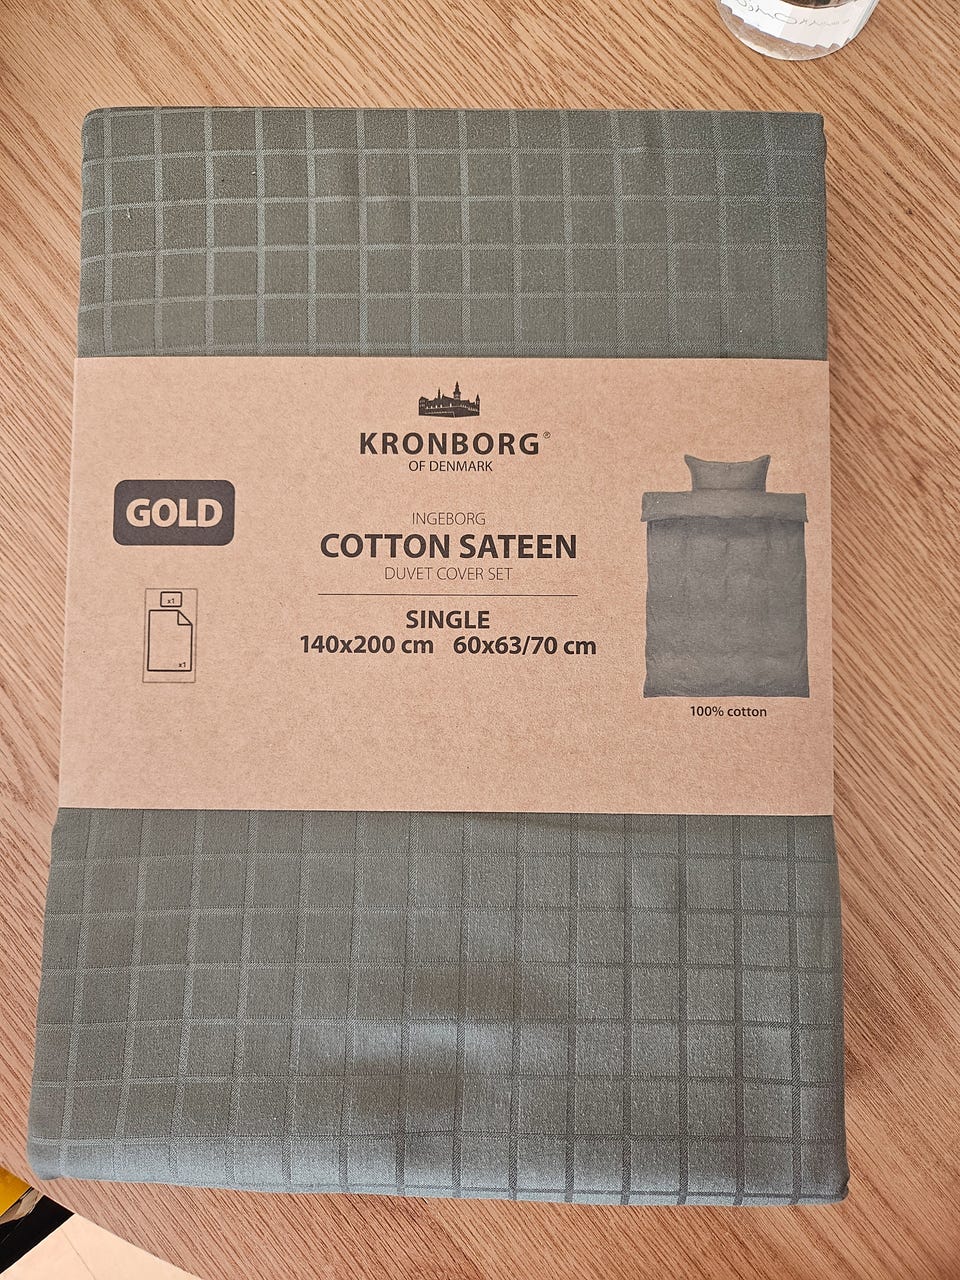 KRONBORG®
OF DENMARK
GOLD
INGEBORG
COTTON SATEEN
DUVET COVER SET
SINGLE
140x200 cm 60x63/70 cm
x1
x1
100% cotton